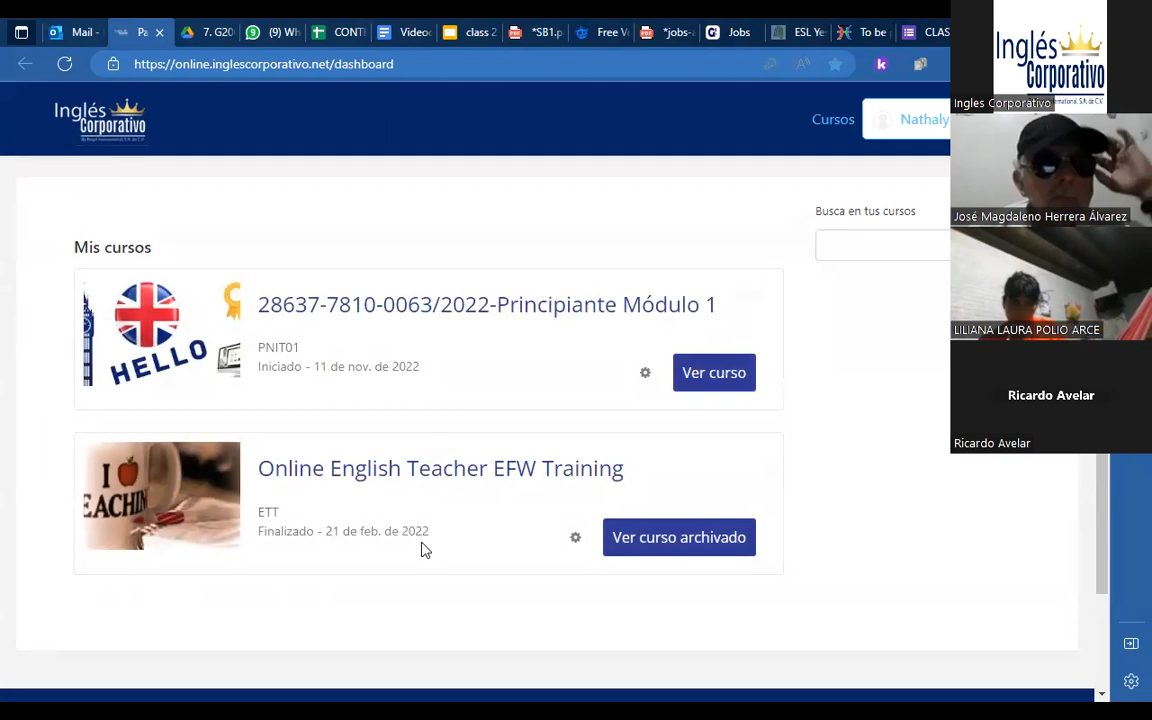 Mail -
Pa
7. G20
(9) Wh
CONT
Videoc
class 2
*SB1.p
Free V
*jobs-
Jobs
ESL Ye
To be
CLAS
https://online.inglescorporativo.net/dashboard
Inglés
Corporativo
Cursos
Nathaly
Busca en tus cursos
Mis cursos
HELLO
28637-7810-0063/2022-Principiante Módulo 1
PNIT01
Iniciado - 11 de nov. de 2022
Ver curso
I
EACHIN
Online English Teacher EFW Training
ETT
Finalizado - 21 de feb. de 2022
Ver curso archivado
Inglés
Corporativo
Ingles Corporativo
José Magdaleno Herrera Álvarez
LILIANA LAURA POLIO ARCE
Ricardo Avelar
Ricardo Avelar